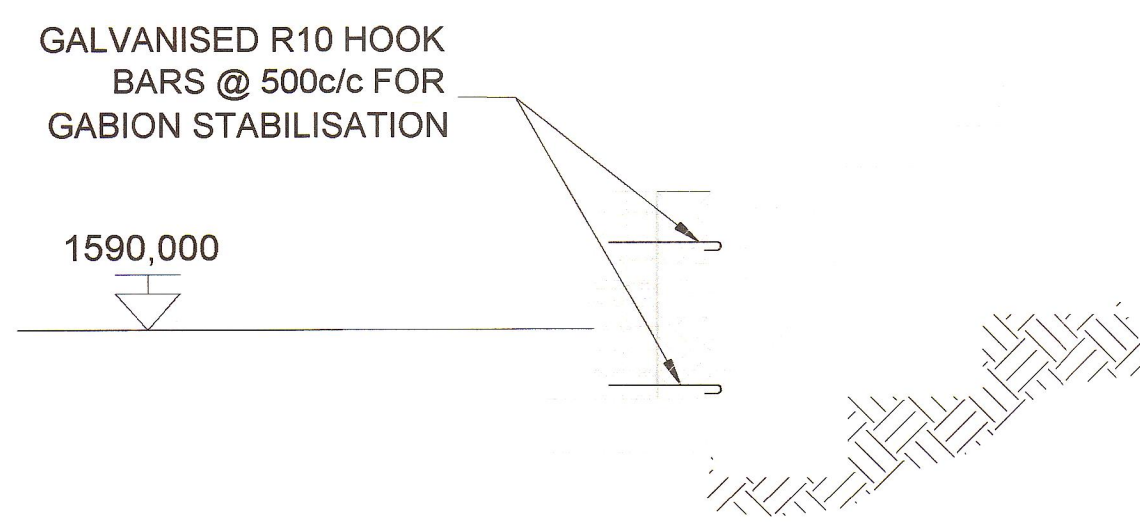 GALVANISED R10 HOOK
BARS @ 500c/c FOR
GABION STABILISATION
1590,000